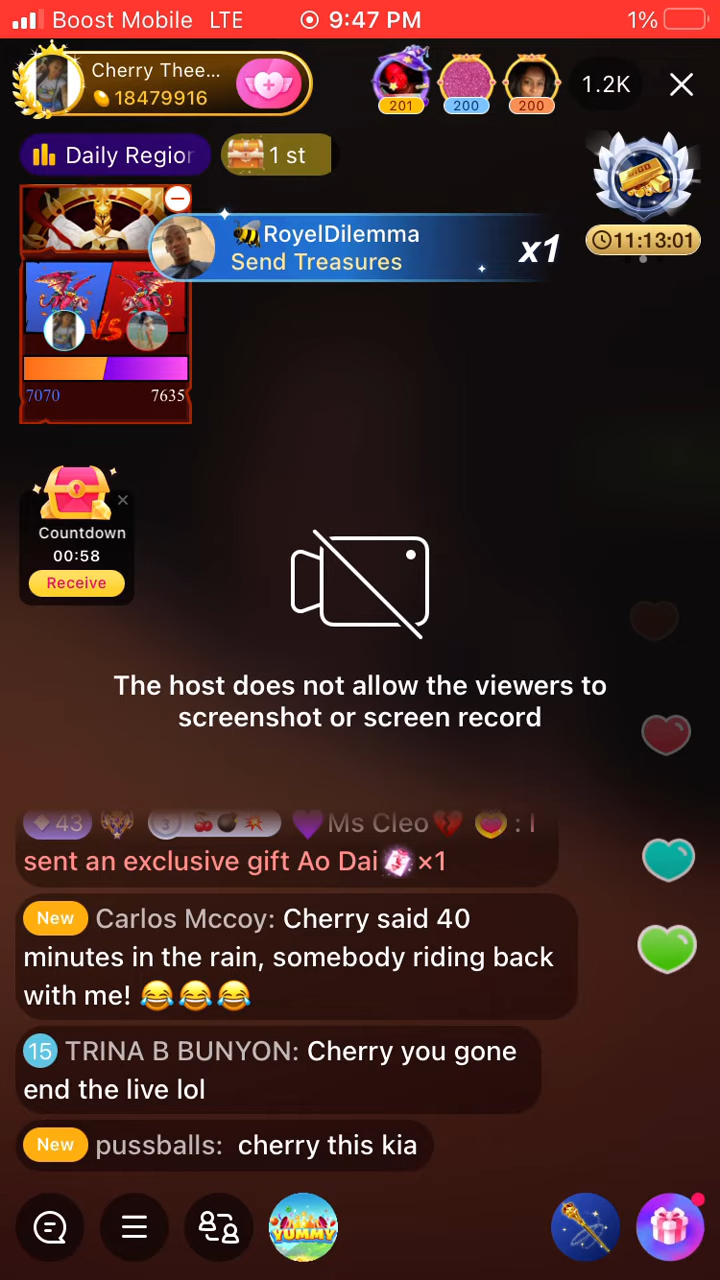 Boost Mobile LTE 9:47 PM 1%
Cherry Thee...
18479916
201 200 200 1.2K
Daily Region
1 st
RoyelDilemma
Send Treasures
x1
11:13:01
VS
7070 7635
Countdown
00:58
Receive
The host does not allow the viewers to
screenshot or screen record
43 3 Ms Cleo : I
sent an exclusive gift Ao Dai ×1
New Carlos Mccoy: Cherry said 40
minutes in the rain, somebody riding back
with me! 😂😂😂
15 TRINA B BUNYON: Cherry you gone
end the live lol
New pussballs: cherry this kia
YUMMY